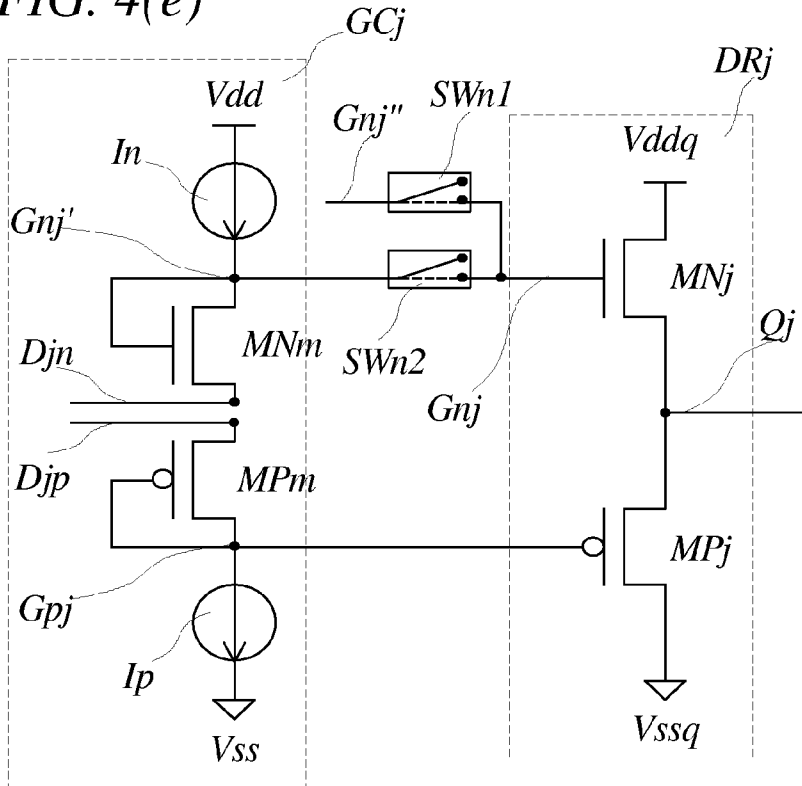 FIG. 4(e)
GCj
DRj
Vdd
SWn1
Gnj"
Vddq
In
Gnj'
MNj
Qj
MNm
Djn
SWn2
Gnj
Djp
MPm
MPj
Gpj
Ip
Vss
Vssq